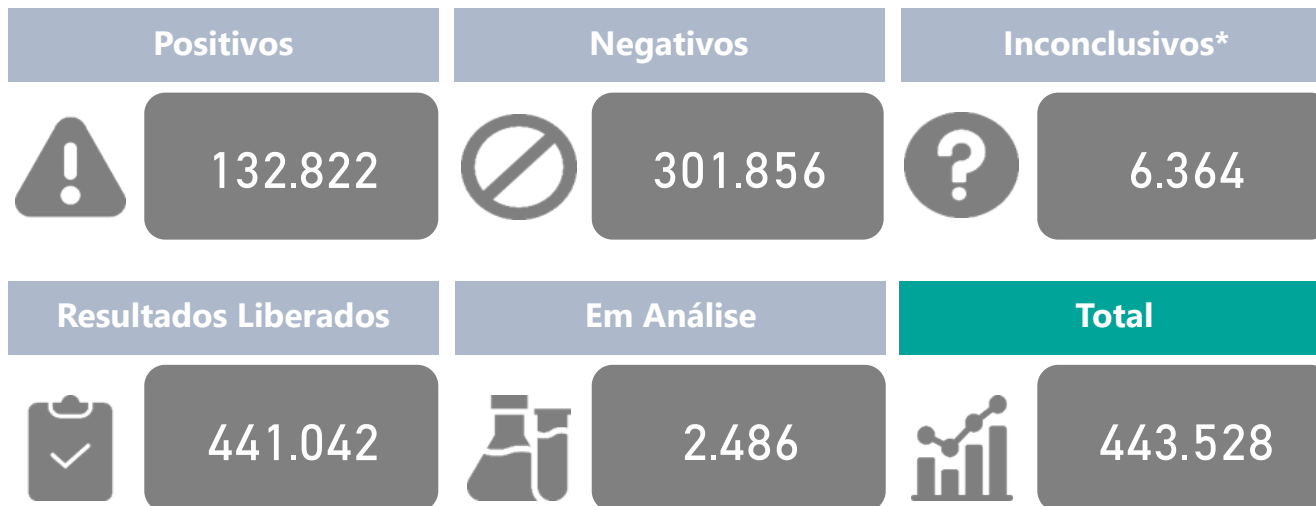 Positivos
Negativos
Inconclusivos*
132.822
301.856
6.364
Resultados Liberados
Em Análise
Total
441.042
2.486
443.528